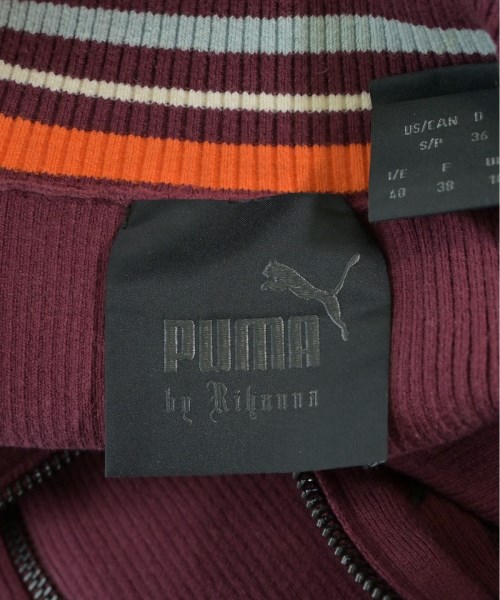 US/CAN D
S/P 36
I/E F
40 38
PUMA
by Rihanna